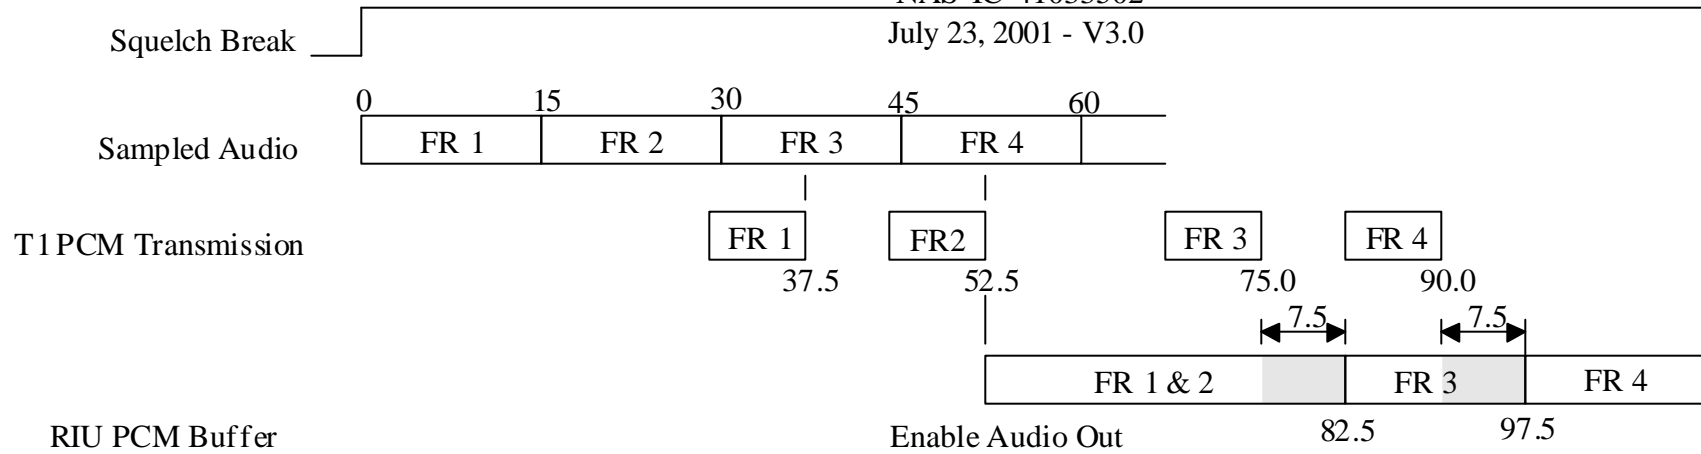 NAS-IC-41033502
July 23, 2001 - V3.0
Squelch Break
0 15 30 45 60
Sampled Audio FR 1 FR 2 FR 3 FR 4
T1 PCM Transmission FR 1 FR2 FR 3 FR 4
37.5 52.5 75.0 90.0
7.5 7.5
FR 1 & 2 FR 3 FR 4
RIU PCM Buffer Enable Audio Out 82.5 97.5